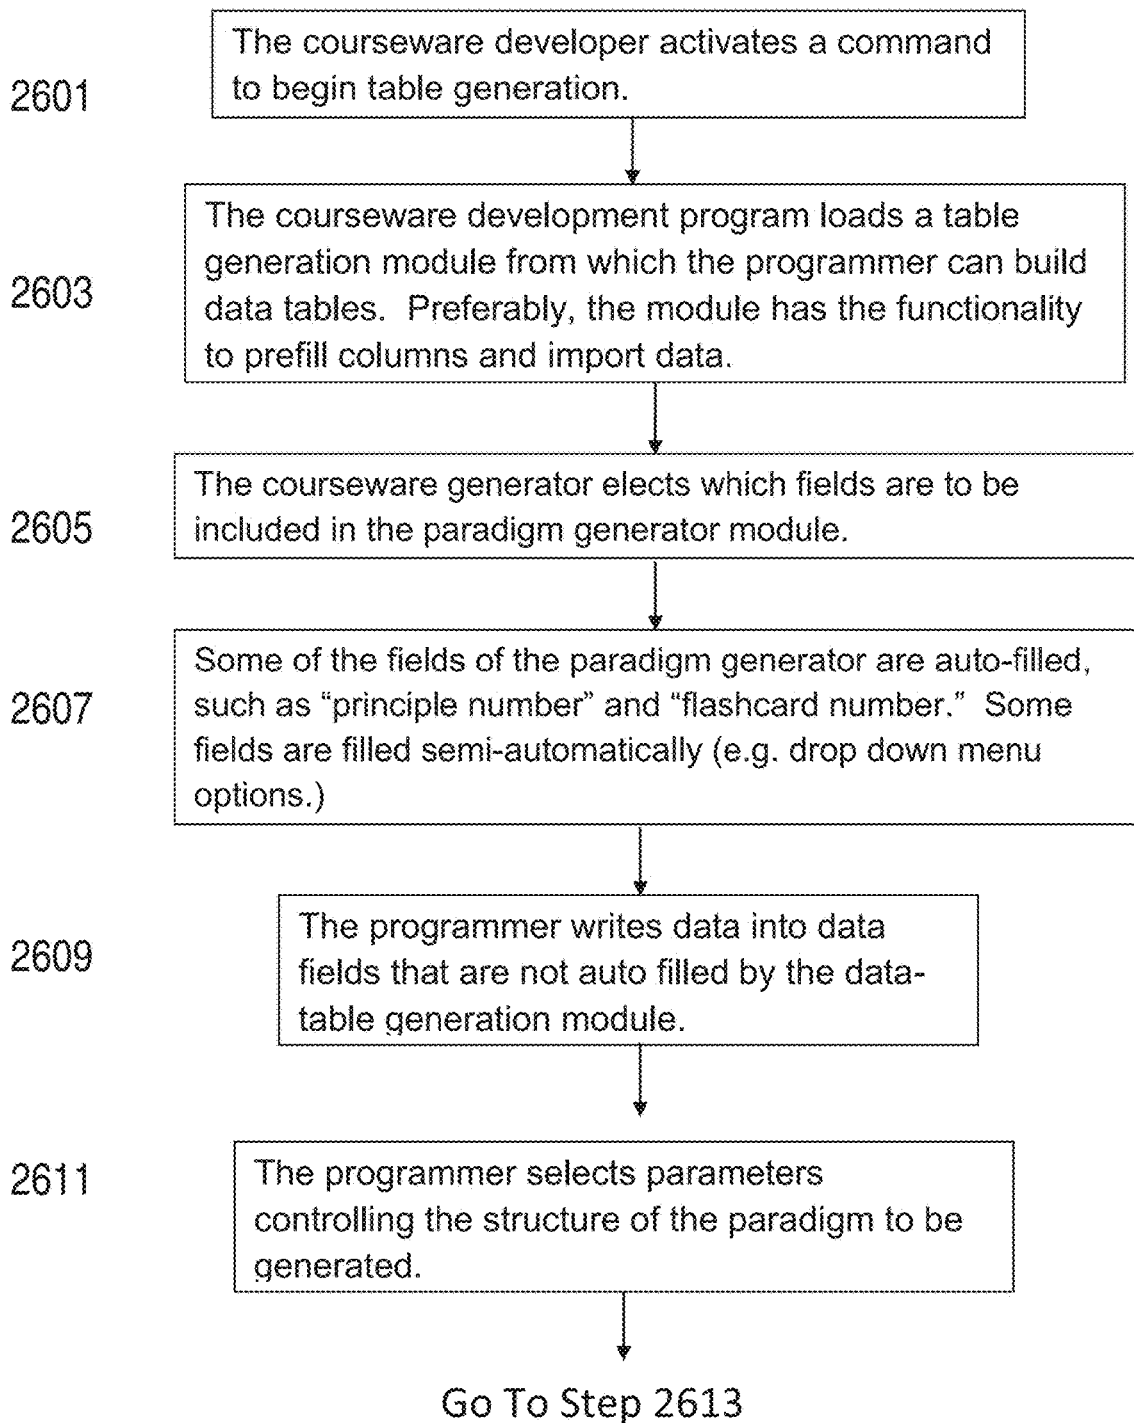 The courseware developer activates a command
to begin table generation.
2601
The courseware development program loads a table
generation module from which the programmer can build
data tables.  Preferably, the module has the functionality
to prefill columns and import data.
2603
The courseware generator elects which fields are to be
included in the paradigm generator module.
2605
Some of the fields of the paradigm generator are auto-filled,
such as “principle number” and “flashcard number.”  Some
fields are filled semi-automatically (e.g. drop down menu
options.)
2607
The programmer writes data into data
fields that are not auto filled by the data-
table generation module.
2609
The programmer selects parameters
controlling the structure of the paradigm to be
generated.
2611
Go To Step 2613